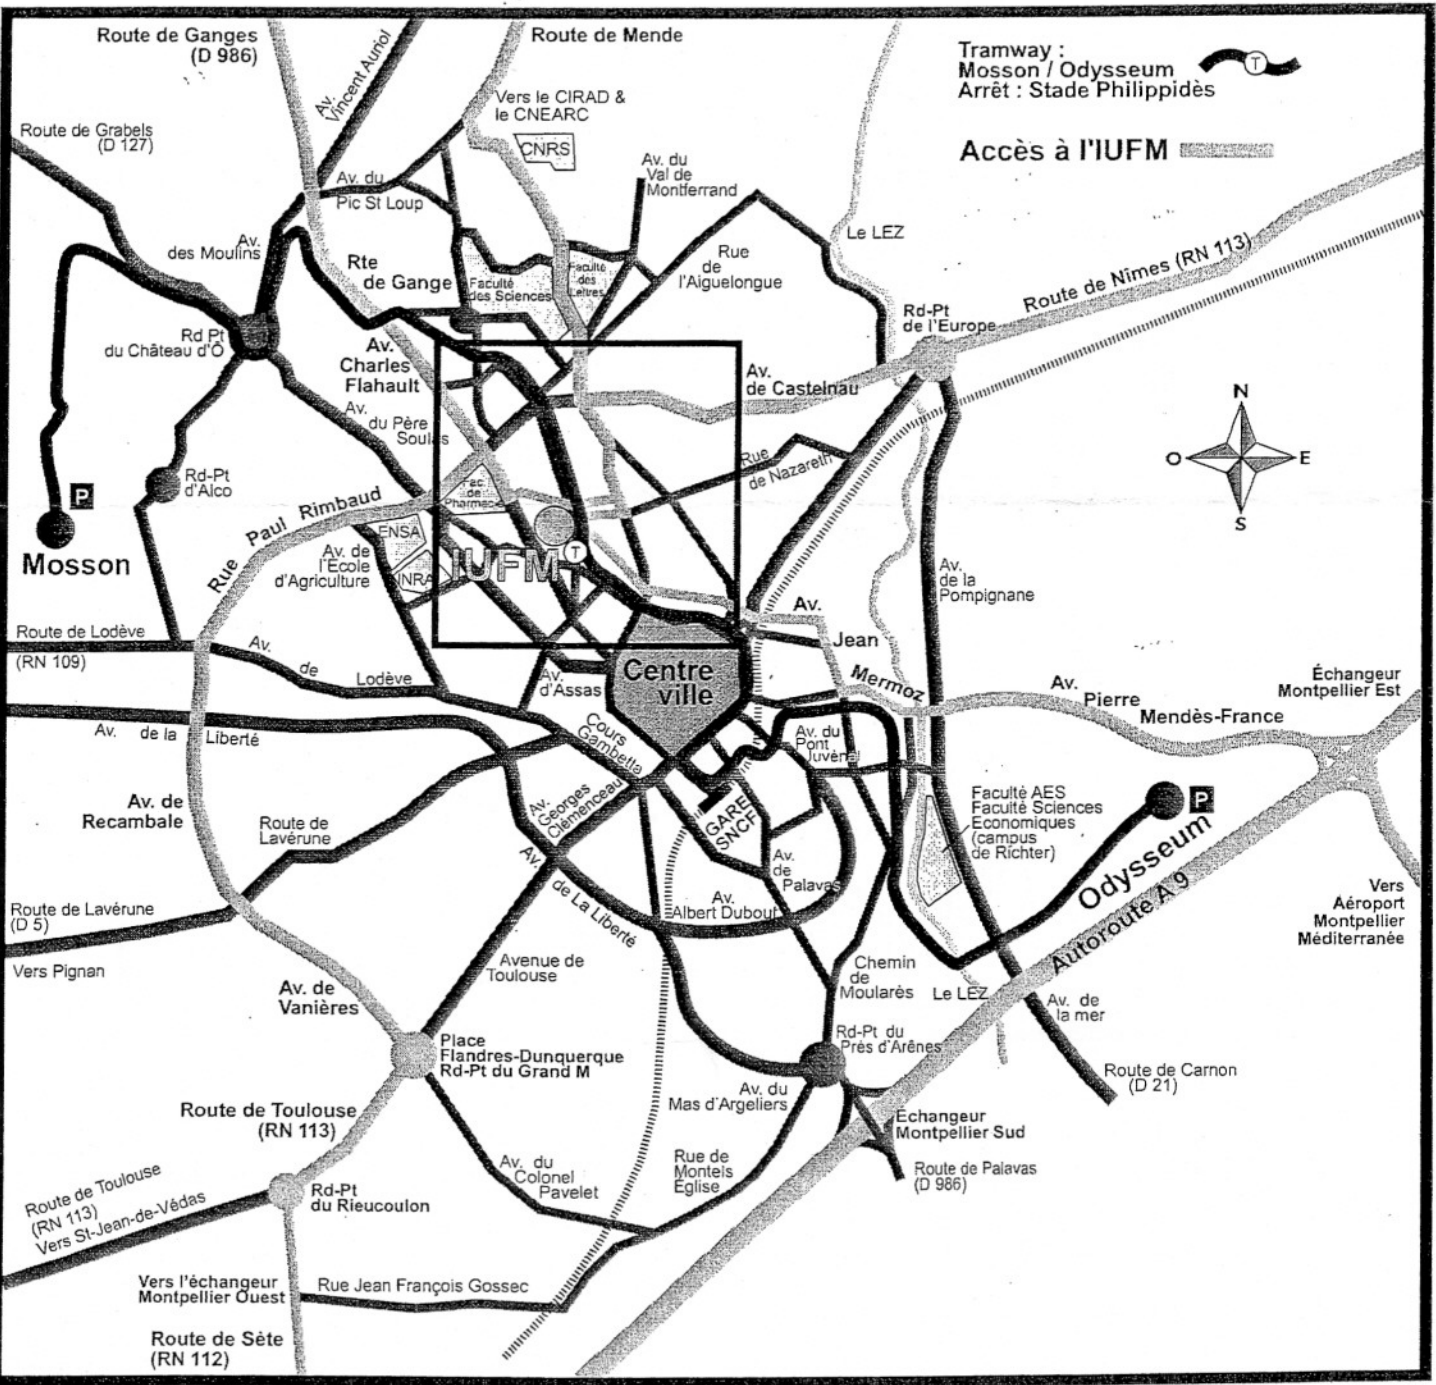 Route de Ganges
(D 986)
Av.
Vincent Auriol
Route de Mende
Tramway :
Mosson / Odysseum
Arrêt : Stade Philippidès
T
Accès à l'IUFM
Vers le CIRAD &
le CNEARC
CNRS
Route de Grabels
(D 127)
Av. du
Pic St Loup
Av. du
Val de
Montferrand
Le LEZ
Av.
des Moulins
Rte
de Gange
Rue
de
l'Aiguelongue
Faculté
des Sciences
Faculté
des
Lettres
Route de Nîmes (RN 113)
Rd-Pt
de l'Europe
Rd Pt
du Château d'O
Av.
Charles
Flahault
Av.
de Castelnau
Av.
du Père
Soulas
Rue
de Nazareth
N
O
E
S
Rd-Pt
d'Alco
P
Mosson
Rue Paul Rimbaud
Fac.
de
Pharmacie
ENSA
INRA
IUFM
T
Av. de
l'École
d'Agriculture
Av.
de la
Pompignane
Route de Lodève
(RN 109)
Av.
de
Lodève
Av.
Jean
Mermoz
Centre
ville
Av.
d'Assas
Av.
Pierre
Mendès-France
Échangeur
Montpellier Est
Av. de la Liberté
Cours
Gambetta
Av. du
Pont
Juvénal
Av. de
Recambale
Route de
Lavérune
Av.
Georges
Clémenceau
GARE
SNCF
Faculté AES
Faculté Sciences
Economiques
(campus
de Richter)
P
Odysseum
Autoroute A 9
Av.
de La Liberté
Av.
de
Palavas
Av.
Albert Dubout
Vers
Aéroport
Montpellier
Méditerranée
Route de Lavérune
(D 5)
Vers Pignan
Avenue de
Toulouse
Av. de
Vanières
Chemin
de
Moularès
Le LEZ
Av. de
la mer
Place
Flandres-Dunquerque
Rd-Pt du Grand M
Rd-Pt du
Près d'Arènes
Route de Carnon
(D 21)
Av. du
Mas d'Argeliers
Route de Toulouse
(RN 113)
Échangeur
Montpellier Sud
Av. du
Colonel
Pavelet
Rue de
Montels
Église
Route de Palavas
(D 986)
Route de Toulouse
(RN 113)
Vers St-Jean-de-Védas
Rd-Pt
du Rieucoulon
Vers l'échangeur
Montpellier Ouest
Rue Jean François Gossec
Route de Sète
(RN 112)